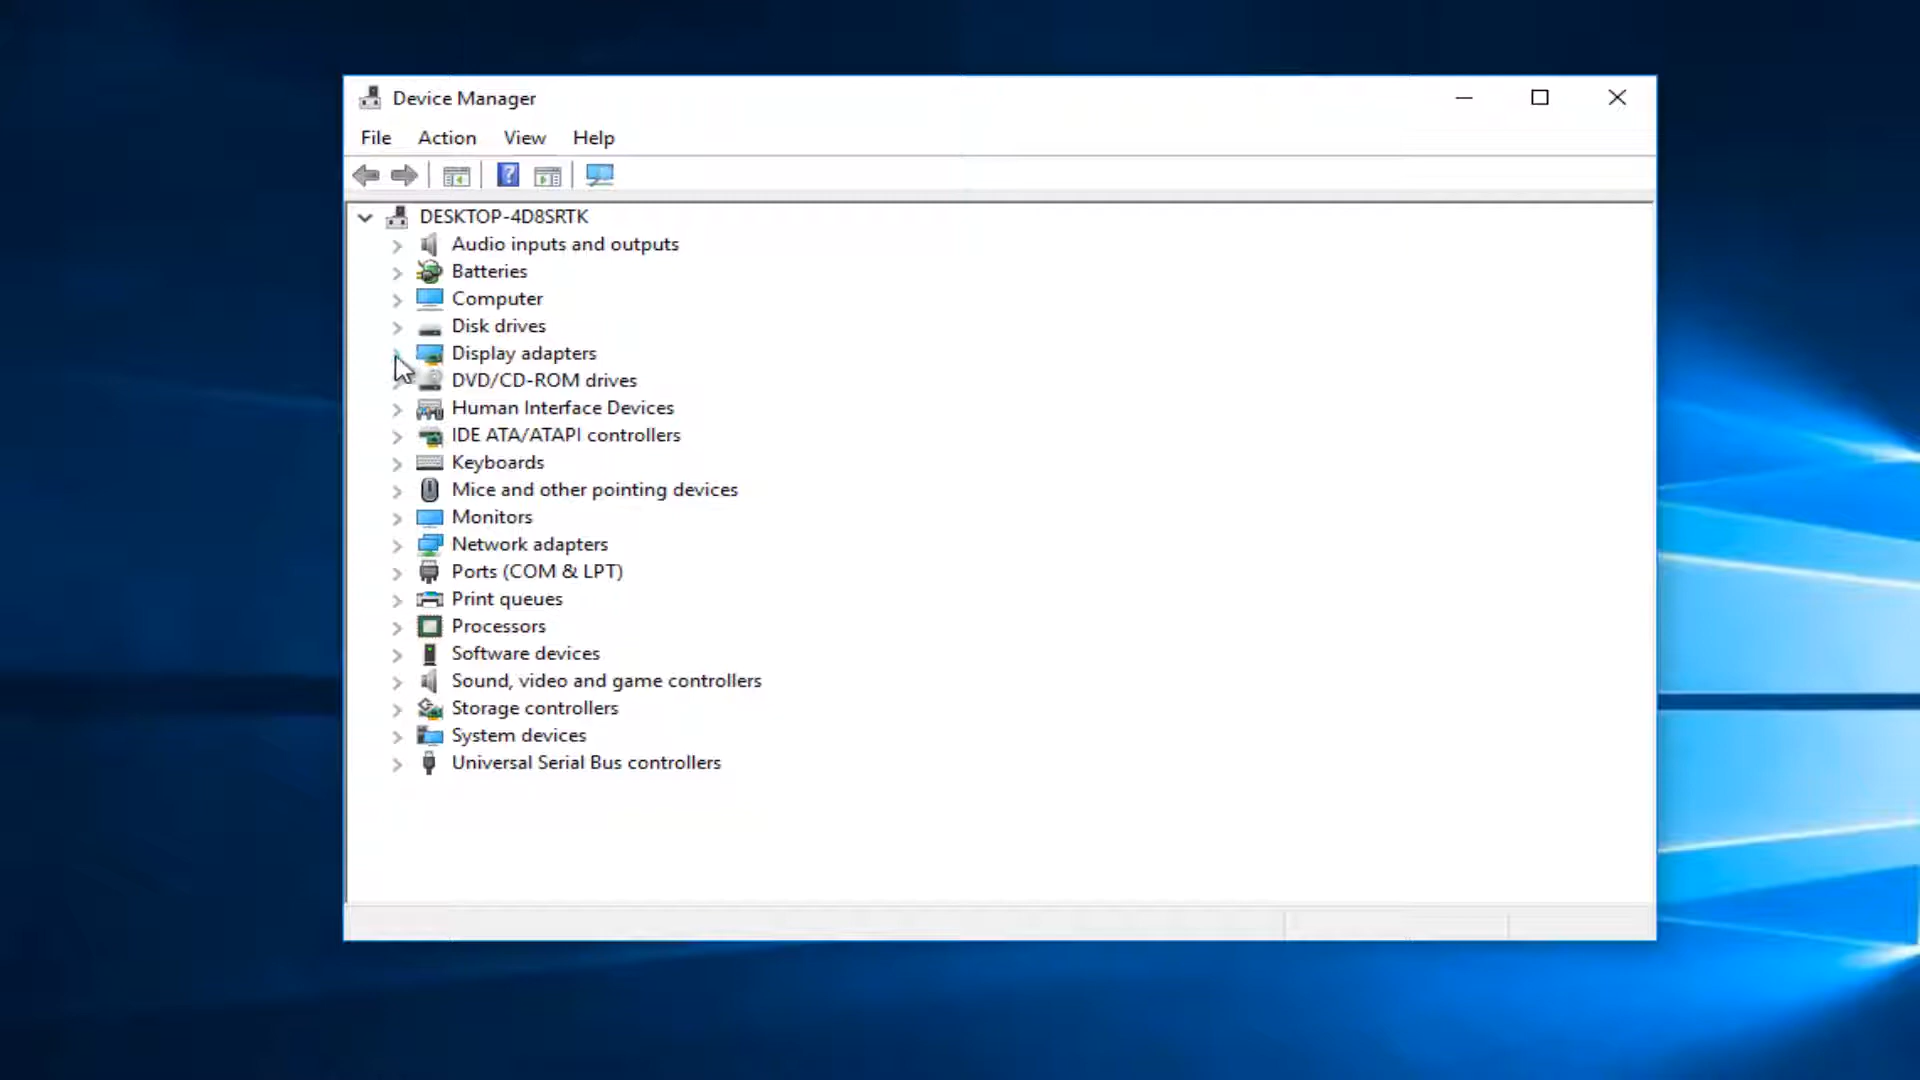 Device Manager
File Action View Help
DESKTOP-4D8SRTK
Audio inputs and outputs
Batteries
Computer
Disk drives
Display adapters
DVD/CD-ROM drives
Human Interface Devices
IDE ATA/ATAPI controllers
Keyboards
Mice and other pointing devices
Monitors
Network adapters
Ports (COM & LPT)
Print queues
Processors
Software devices
Sound, video and game controllers
Storage controllers
System devices
Universal Serial Bus controllers